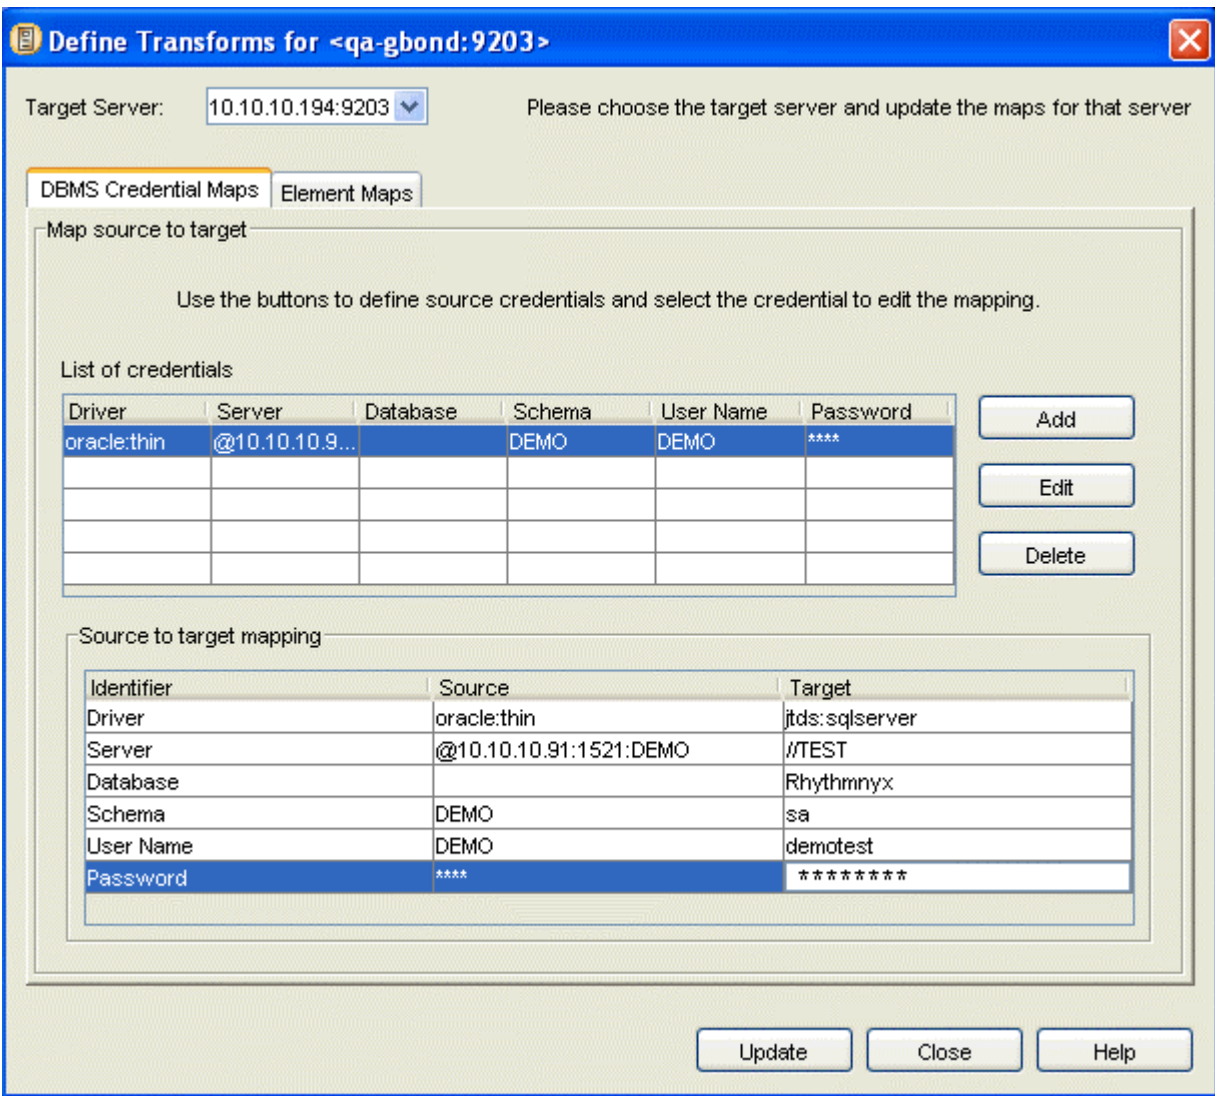 Define Transforms for <qa-gbond:9203>
Target Server: 10.10.10.194:9203 Please choose the target server and update the maps for that server
DBMS Credential Maps Element Maps
Map source to target
Use the buttons to define source credentials and select the credential to edit the mapping.
List of credentials
Driver Server Database Schema User Name Password
oracle:thin @10.10.10.9... DEMO DEMO ****
Add
Edit
Delete
Source to target mapping
Identifier Source Target
Driver oracle:thin jtds:sqlserver
Server @10.10.10.91:1521:DEMO //TEST
Database Rhythmnyx
Schema DEMO sa
User Name DEMO demotest
Password **** ********
Update Close Help